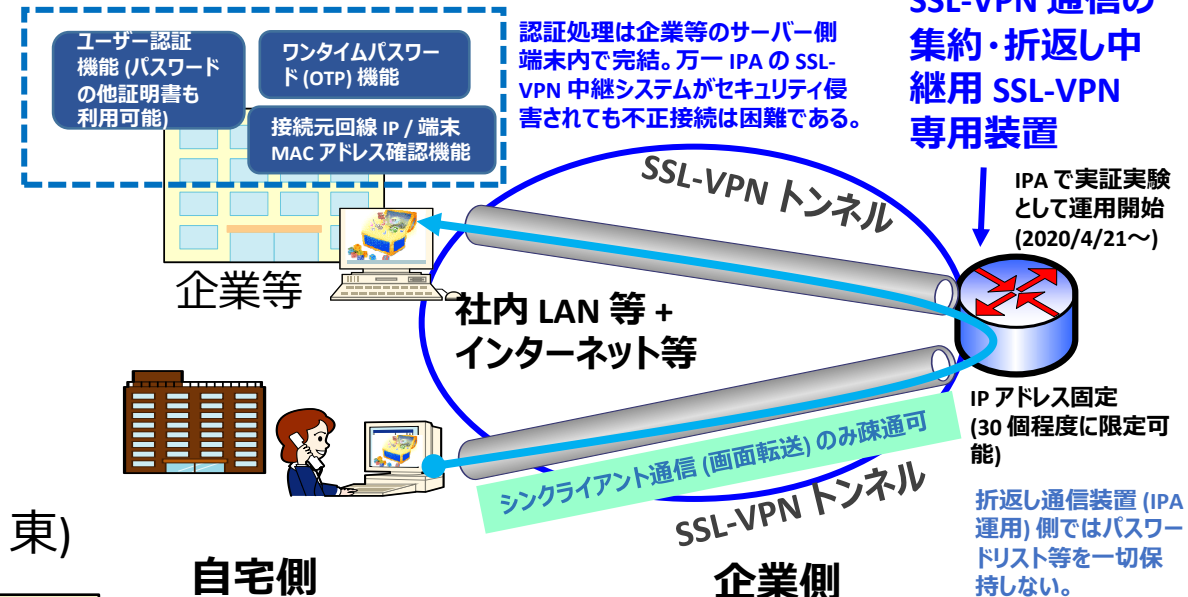 SSL-VPN 通信の
集約・折返し中
継用 SSL-VPN
専用装置
ユーザー認証
機能 (パスワード
の他証明書も
利用可能)
ワンタイムパスワー
ド (OTP) 機能
接続元回線 IP / 端末
MAC アドレス確認機能
認証処理は企業等のサーバー側
端末内で完結。万一 IPA の SSL-
VPN 中継システムがセキュリティ侵
害されても不正接続は困難である。
SSL-VPN トンネル
IPA で実証実験
として運用開始
(2020/4/21～)
企業等
社内 LAN 等 +
インターネット等
IP アドレス固定
(30 個程度に限定可
能)
シンクライアント通信 (画面転送) のみ疎通可
SSL-VPN トンネル
折返し通信装置 (IPA
運用) 側ではパスワー
ドリスト等を一切保
持しない。
東)
自宅側
企業側